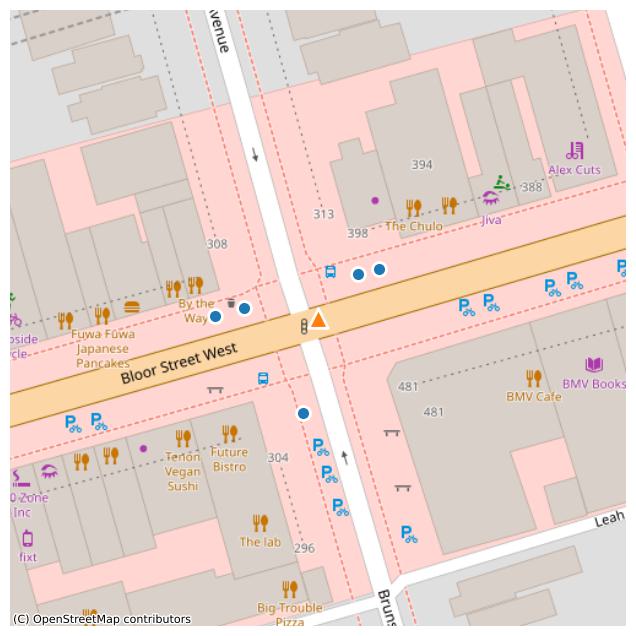 venue
394
Alex Cuts
388
Jiva
313
The Chulo
398
308
By the
Way
oside
cle
Fuwa Fuwa
Japanese
Pancakes
Bloor Street West
481
481
BMV Cafe
BMV Books
Tenon
Vegan
Sushi
Future
Bistro
304
0 Zone
Inc
fixt
The lab
296
Leah
Big Trouble
Pizza
Bruns
(C) OpenStreetMap contributors